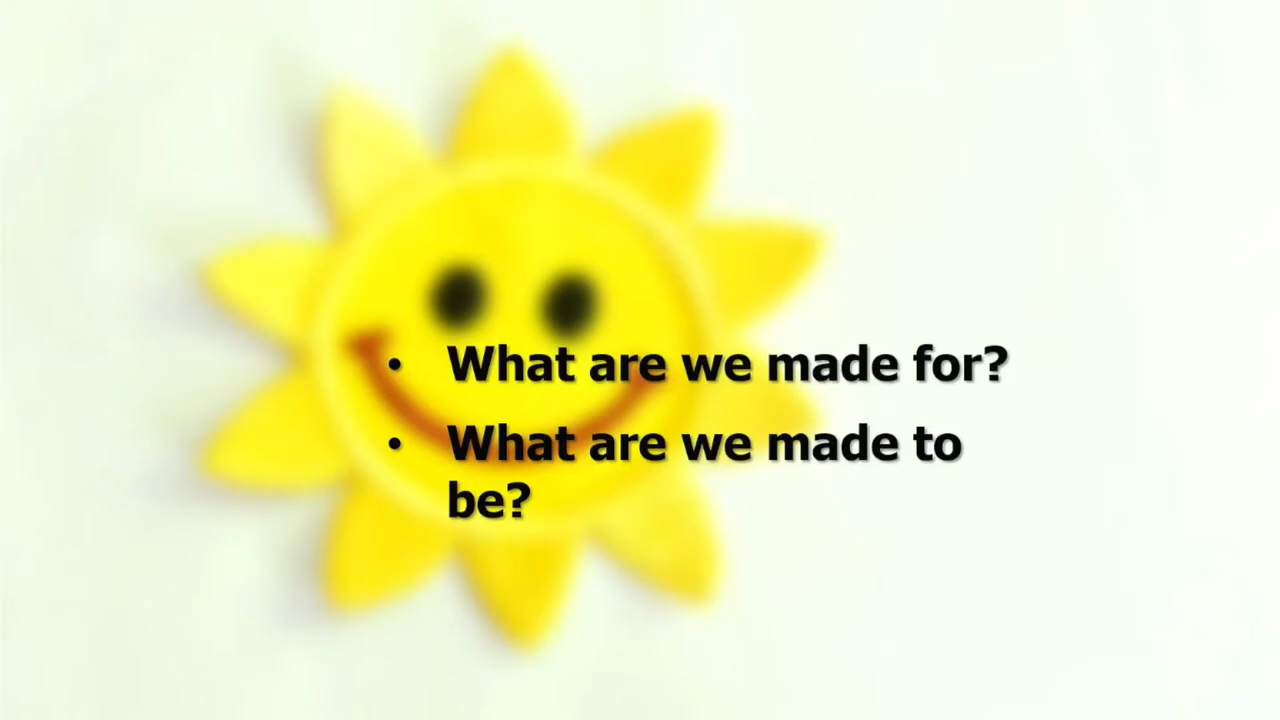 • What are we made for?
• What are we made to
be?